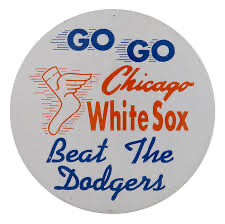 GO GO
Chicago
White Sox
Beat The
Dodgers